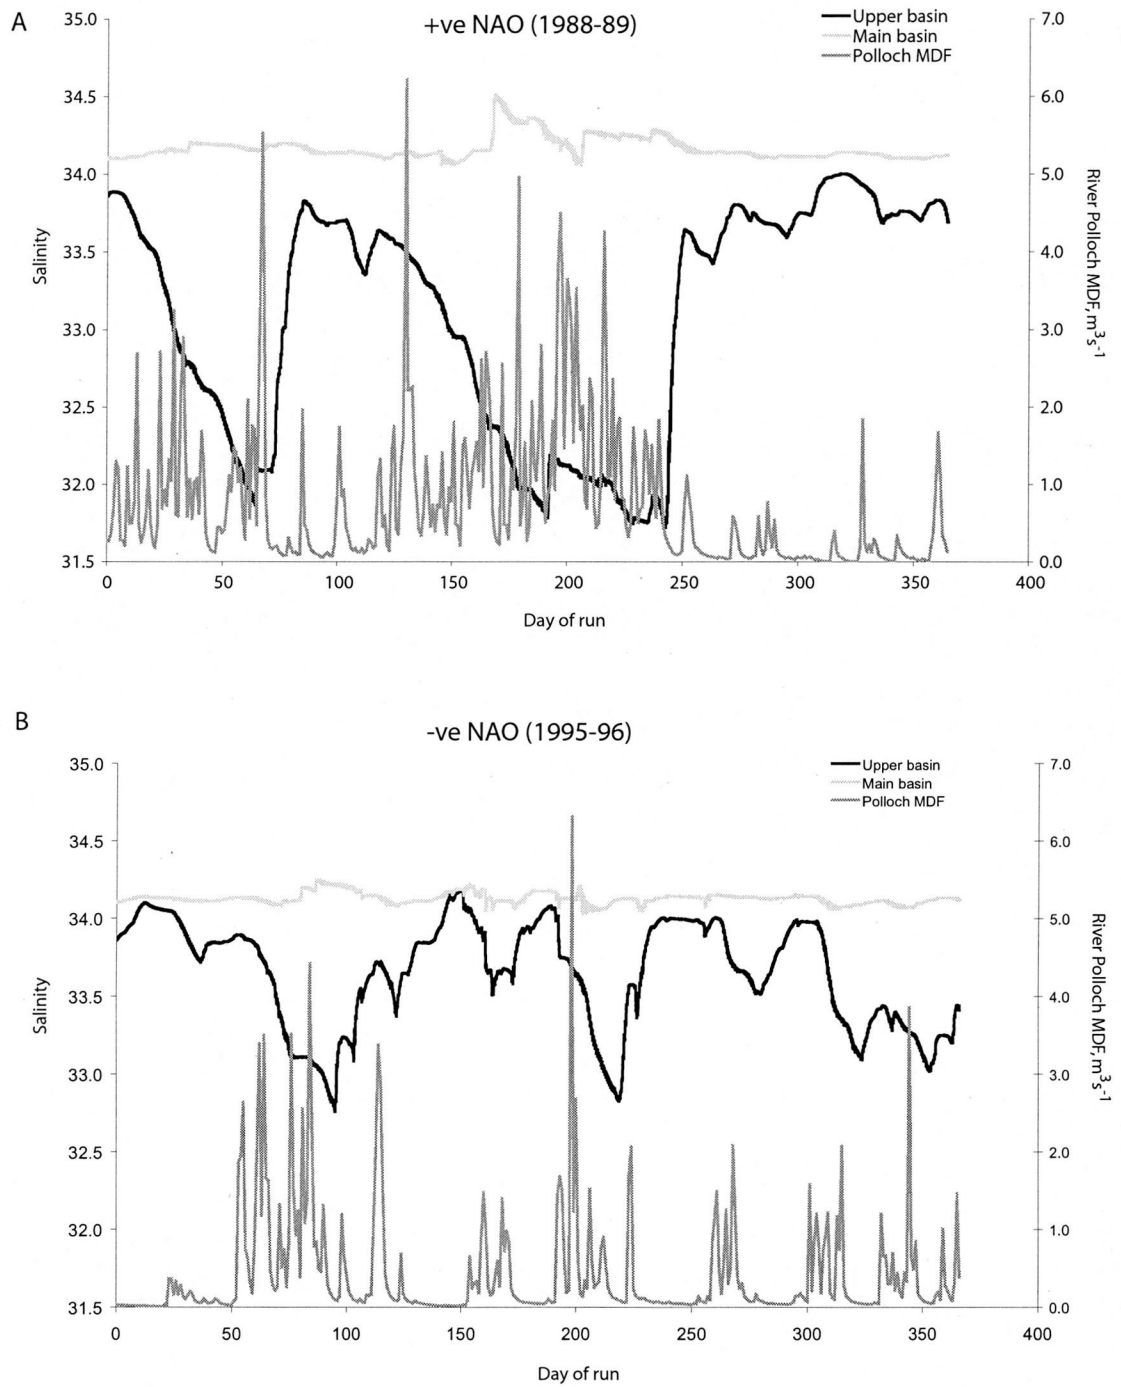 A
+ve NAO (1988-89)
Upper basin
Main basin
Polloch MDF
35.0
34.5
34.0
33.5
33.0
32.5
32.0
31.5
Salinity
7.0
6.0
5.0
4.0
3.0
2.0
1.0
0.0
River Polloch MDF, m³s⁻¹
0 50 100 150 200 250 300 350 400
Day of run
B
-ve NAO (1995-96)
Upper basin
Main basin
Polloch MDF
35.0
34.5
34.0
33.5
33.0
32.5
32.0
31.5
Salinity
7.0
6.0
5.0
4.0
3.0
2.0
1.0
0.0
River Polloch MDF, m³s⁻¹
0 50 100 150 200 250 300 350 400
Day of run